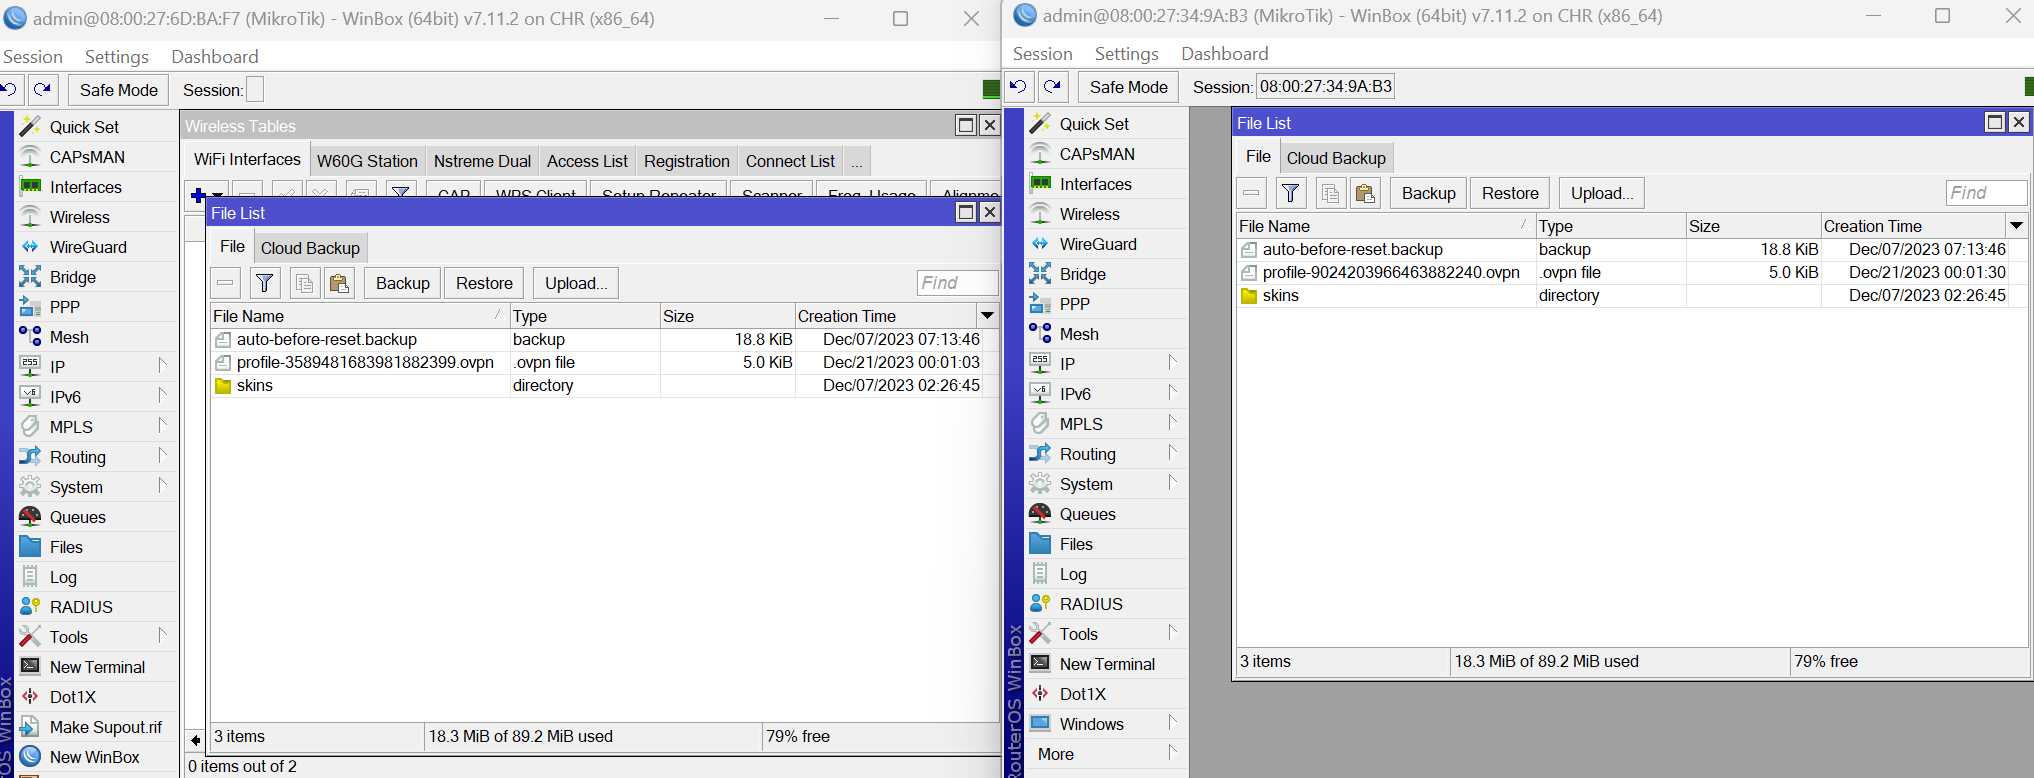 admin@08:00:27:6D:BA:F7 (MikroTik) - WinBox (64bit) v7.11.2 on CHR (x86_64)
Session Settings Dashboard
Safe Mode Session:
Quick Set
CAPsMAN
Interfaces
Wireless
WireGuard
Bridge
PPP
Mesh
IP
IPv6
MPLS
Routing
System
Queues
Files
Log
RADIUS
Tools
New Terminal
Dot1X
Make Supout.rif
New WinBox
OS WinBox
Wireless Tables
WiFi Interfaces W60G Station Nstreme Dual Access List Registration Connect List ...
CAP WPS Client Setup Repeater Scanner Freq. Usage Alignme
File List
File Cloud Backup
Backup Restore Upload... Find
File Name Type Size Creation Time
auto-before-reset.backup backup 18.8 KiB Dec/07/2023 07:13:46
profile-3589481683981882399.ovpn .ovpn file 5.0 KiB Dec/21/2023 00:01:03
skins directory Dec/07/2023 02:26:45
3 items 18.3 MiB of 89.2 MiB used 79% free
0 items out of 2
admin@08:00:27:34:9A:B3 (MikroTik) - WinBox (64bit) v7.11.2 on CHR (x86_64)
Session Settings Dashboard
Safe Mode Session: 08:00:27:34:9A:B3
Quick Set
CAPsMAN
Interfaces
Wireless
WireGuard
Bridge
PPP
Mesh
IP
IPv6
MPLS
Routing
System
Queues
Files
Log
RADIUS
Tools
New Terminal
Dot1X
Windows
More
RouterOS WinBox
File List
File Cloud Backup
Backup Restore Upload... Find
File Name Type Size Creation Time
auto-before-reset.backup backup 18.8 KiB Dec/07/2023 07:13:46
profile-9024203966463882240.ovpn .ovpn file 5.0 KiB Dec/21/2023 00:01:30
skins directory Dec/07/2023 02:26:45
3 items 18.3 MiB of 89.2 MiB used 79% free